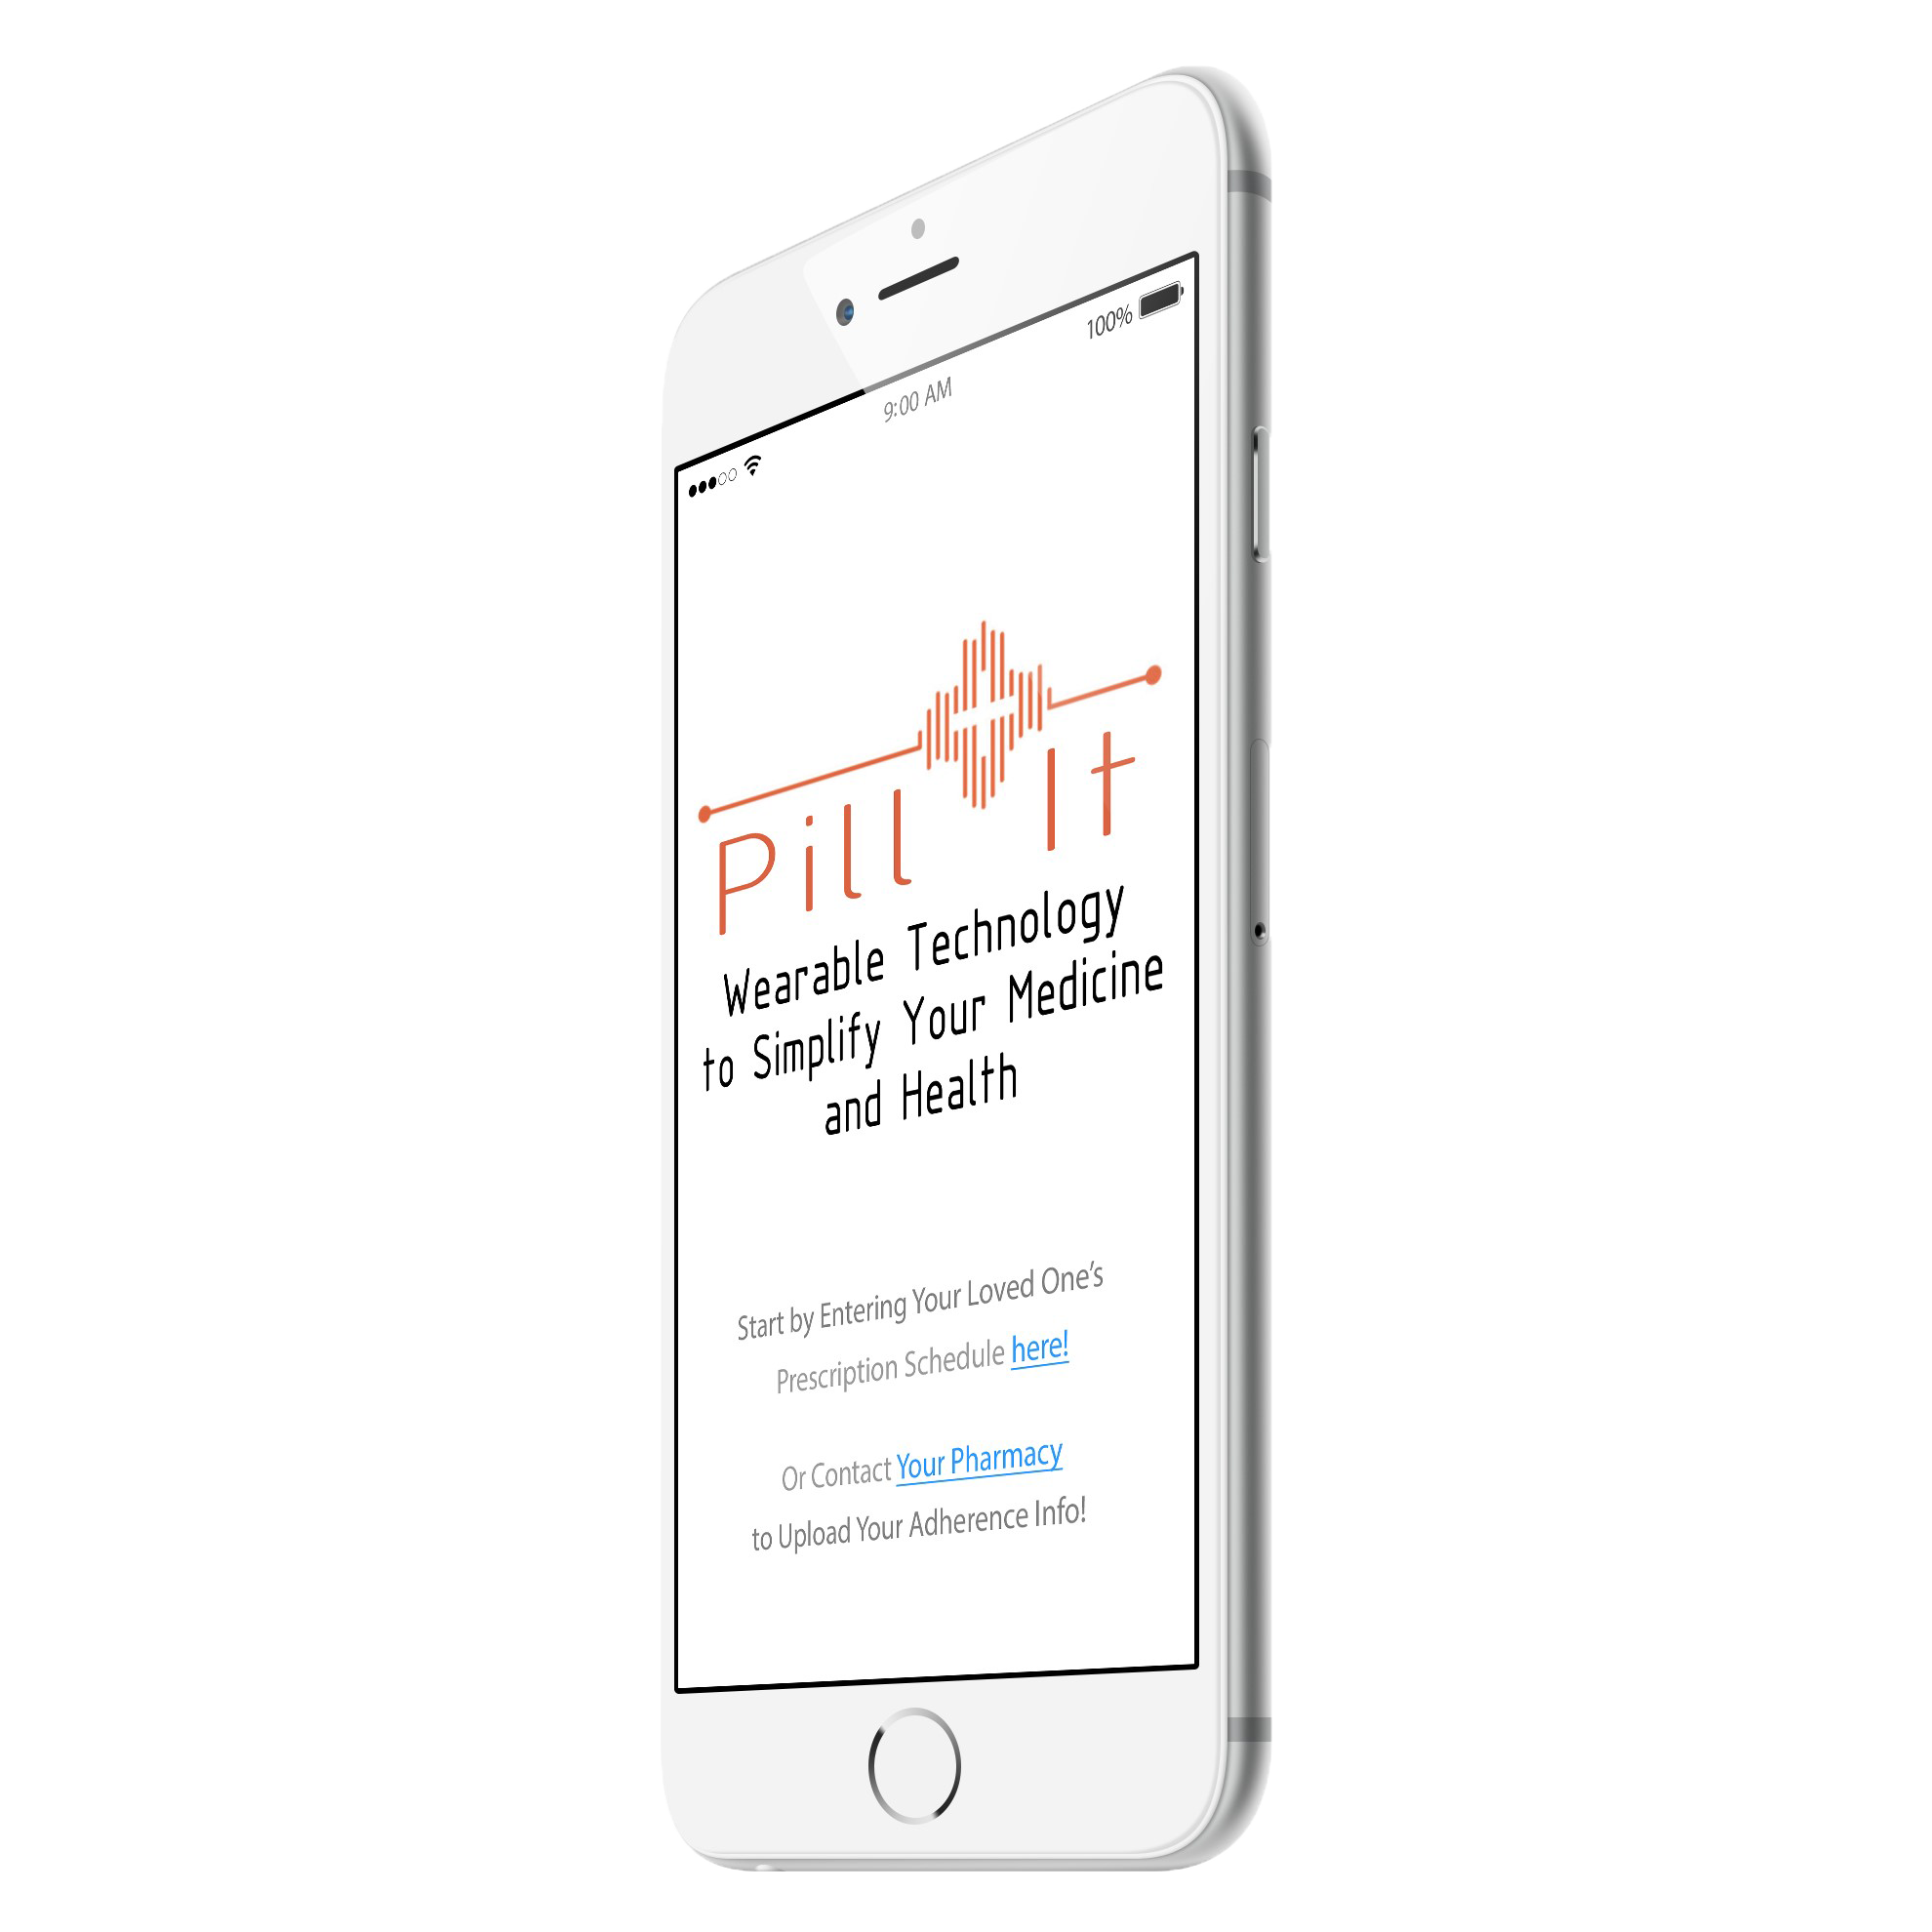 100%
9:00 AM
Pill It
Wearable Technology
to Simplify Your Medicine
and Health
Start by Entering Your Loved One's
Prescription Schedule here!
Or Contact Your Pharmacy
to Upload Your Adherence Info!